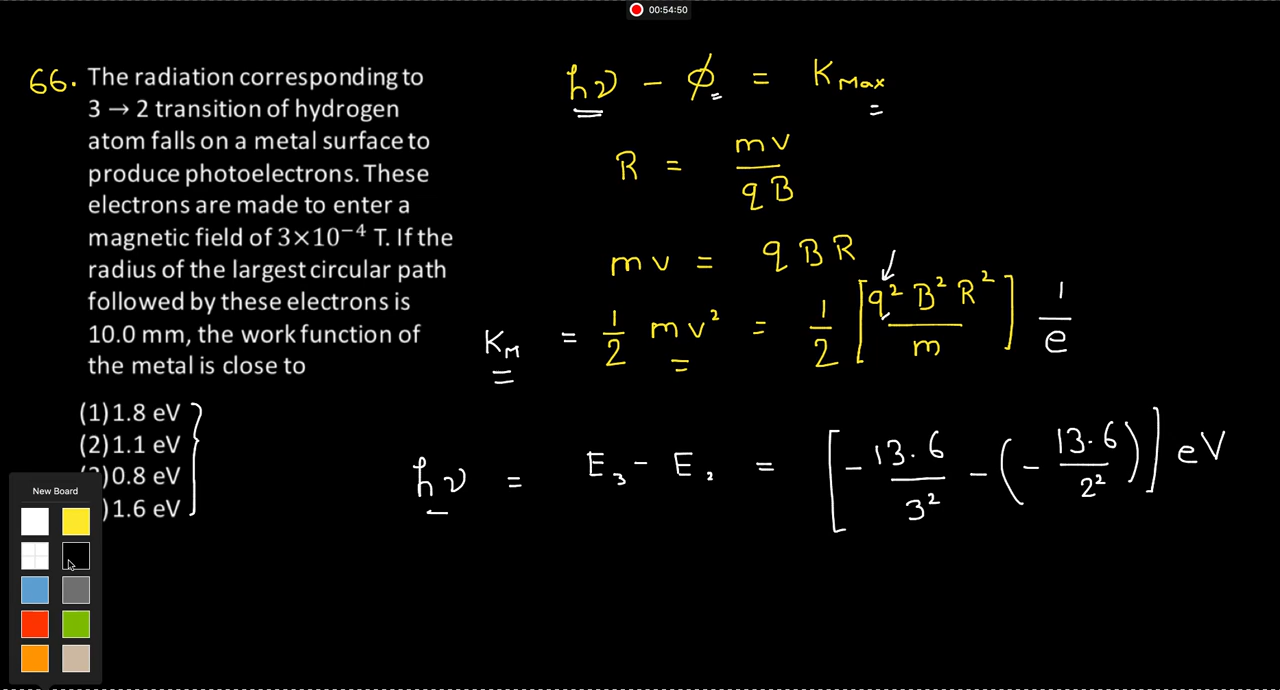 00:54:50
66. The radiation corresponding to
3 → 2 transition of hydrogen
atom falls on a metal surface to
produce photoelectrons. These
electrons are made to enter a
magnetic field of 3×10⁻⁴ T. If the
radius of the largest circular path
followed by these electrons is
10.0 mm, the work function of
the metal is close to
(1) 1.8 eV
(2) 1.1 eV
) 0.8 eV
) 1.6 eV
New Board
hν - ϕ = K Max
R = mv / qB
mv = qBR
K_M = 1/2 mv² = 1/2 [q² B² R² / m] 1/e
hν = E₃ - E₂ = [-13.6/3² - (-13.6/2²)] eV